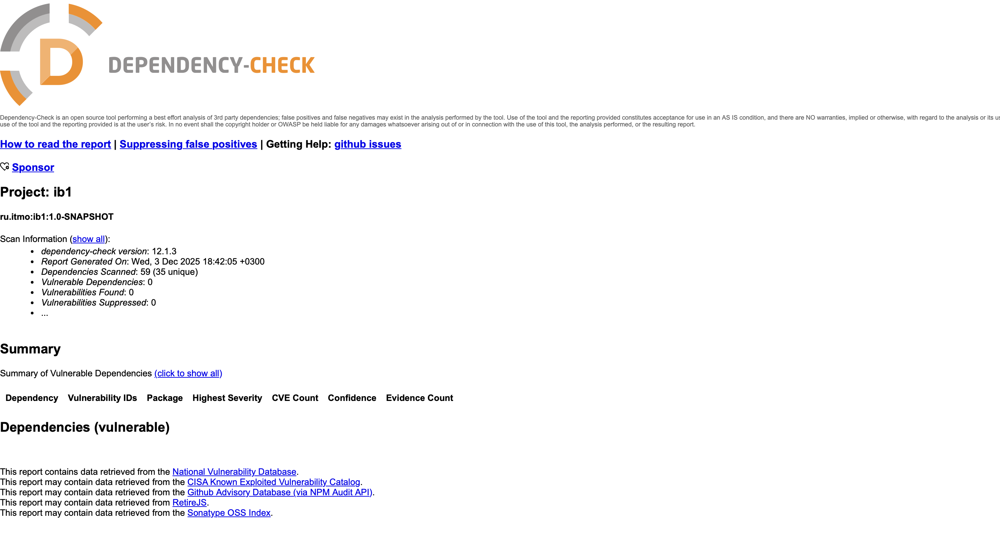 D
DEPENDENCY-CHECK
Dependency-Check is an open source tool performing a best effort analysis of 3rd party dependencies; false positives and false negatives may exist in the analysis performed by the tool. Use of the tool and the reporting provided constitutes acceptance for use in an AS IS condition, and there are NO warranties, implied or otherwise, with regard to the analysis or its
use of the tool and the reporting provided is at the user’s risk. In no event shall the copyright holder or OWASP be held liable for any damages whatsoever arising out of or in connection with the use of this tool, the analysis performed, or the resulting report.
How to read the report | Suppressing false positives | Getting Help: github issues
Sponsor
Project: ib1
ru.itmo:ib1:1.0-SNAPSHOT
Scan Information (show all):
• dependency-check version: 12.1.3
• Report Generated On: Wed, 3 Dec 2025 18:42:05 +0300
• Dependencies Scanned: 59 (35 unique)
• Vulnerable Dependencies: 0
• Vulnerabilities Found: 0
• Vulnerabilities Suppressed: 0
• ...
Summary
Summary of Vulnerable Dependencies (click to show all)
Dependency Vulnerability IDs Package Highest Severity CVE Count Confidence Evidence Count
Dependencies (vulnerable)
This report contains data retrieved from the National Vulnerability Database.
This report may contain data retrieved from the CISA Known Exploited Vulnerability Catalog.
This report may contain data retrieved from the Github Advisory Database (via NPM Audit API).
This report may contain data retrieved from RetireJS.
This report may contain data retrieved from the Sonatype OSS Index.